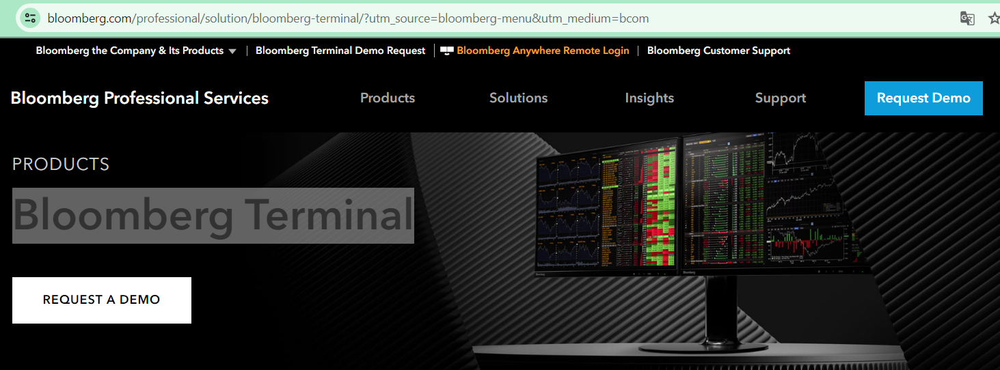 bloomberg.com/professional/solution/bloomberg-terminal/?utm_source=bloomberg-menu&utm_medium=bcom
Bloomberg the Company & Its Products | Bloomberg Terminal Demo Request | Bloomberg Anywhere Remote Login | Bloomberg Customer Support
Bloomberg Professional Services Products Solutions Insights Support Request Demo
PRODUCTS
Bloomberg Terminal
REQUEST A DEMO